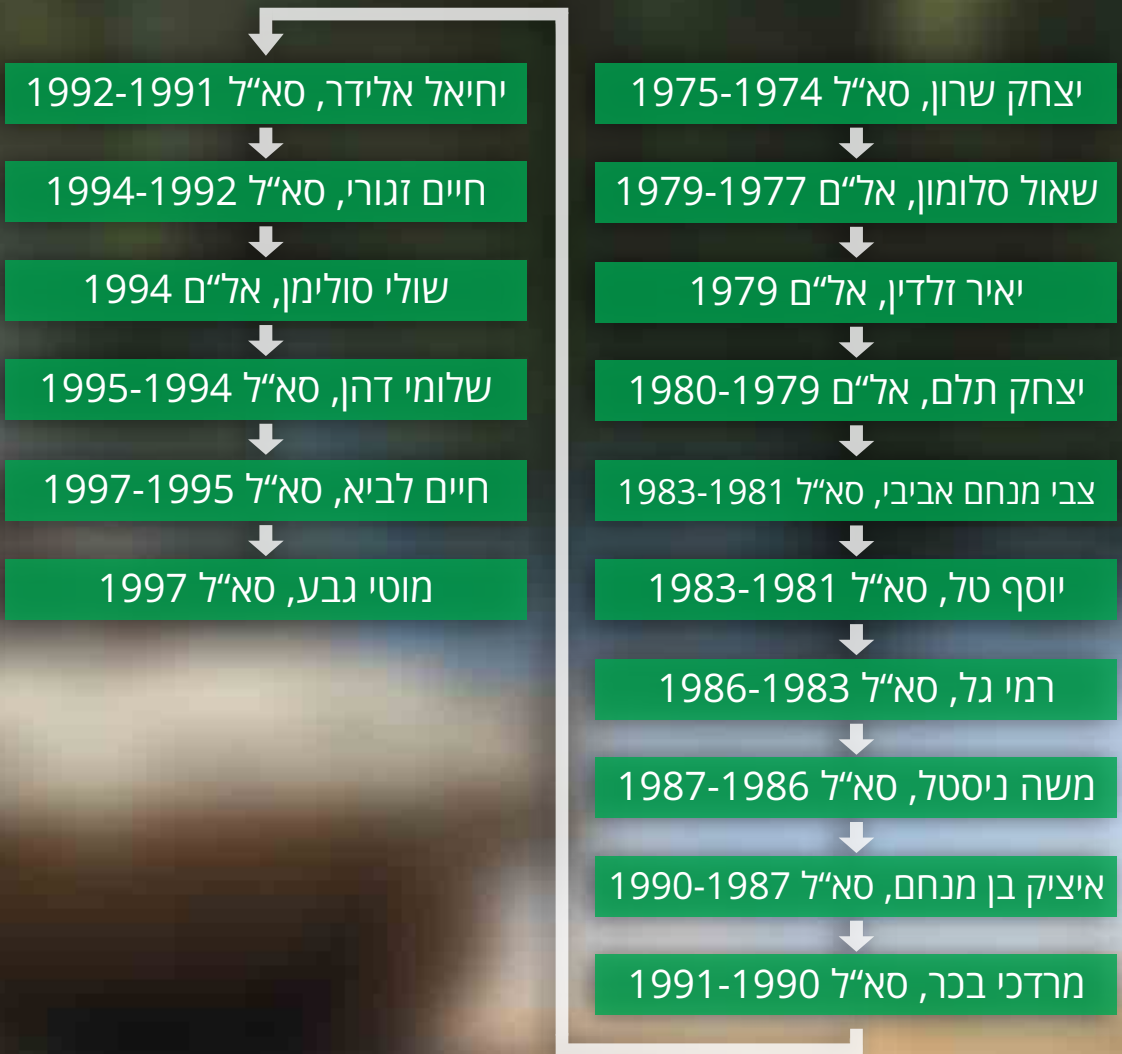 יצחק שרון, סא“ל 1975-1974
שאול סלומון, אל“ם 1979-1977
יאיר זלדין, אל“ם 1979
יצחק תלם, אל“ם 1980-1979
צבי מנחם אביבי, סא“ל 1983-1981
יוסף טל, סא“ל 1983-1981
רמי גל, סא“ל 1986-1983
משה ניסטל, סא“ל 1987-1986
איציק בן מנחם, סא“ל 1990-1987
מרדכי בכר, סא“ל 1991-1990
יחיאל אלידר, סא“ל 1992-1991
חיים זגורי, סא“ל 1994-1992
שולי סולימן, אל“ם 1994
שלומי דהן, סא“ל 1995-1994
חיים לביא, סא“ל 1997-1995
מוטי גבע, סא“ל 1997